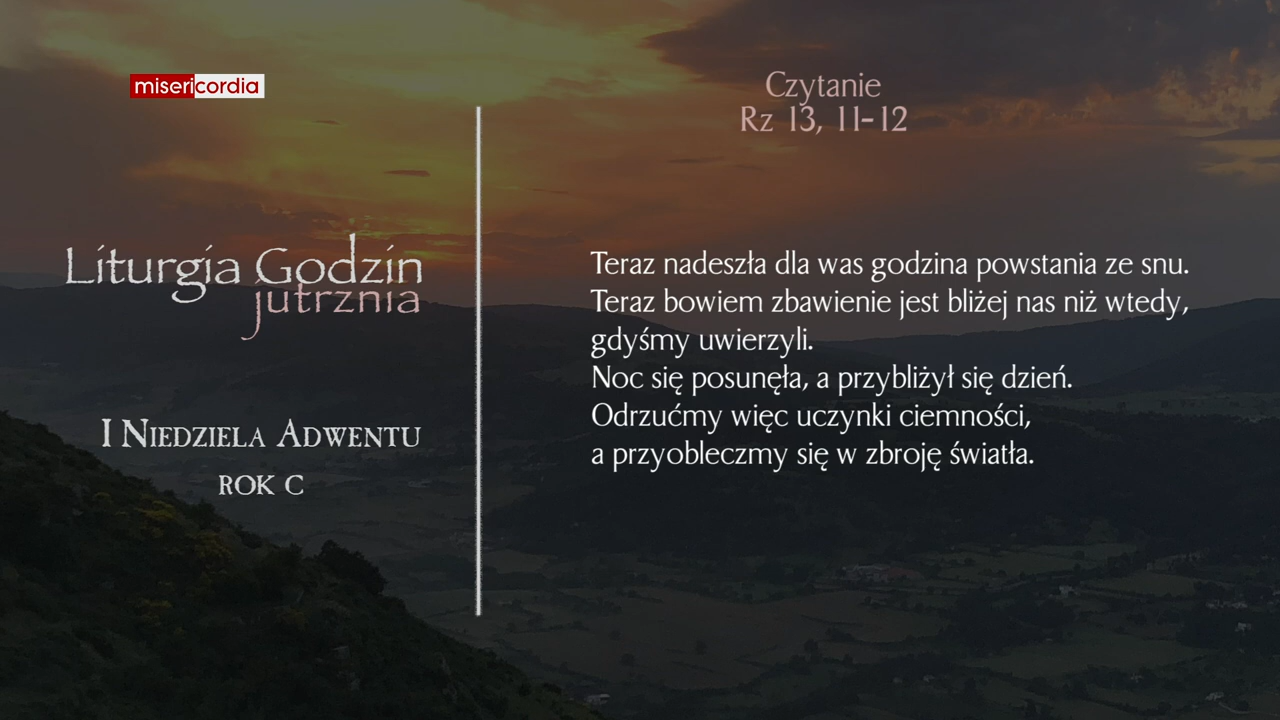 misericordia
Liturgia Godzin
jutrznia
I Niedziela Adwentu
rok C
Czytanie
Rz 13, 11-12
Teraz nadeszła dla was godzina powstania ze snu.
Teraz bowiem zbawienie jest bliżej nas niż wtedy,
gdyśmy uwierzyli.
Noc się posunęła, a przybliżył się dzień.
Odrzućmy więc uczynki ciemności,
a przyobleczmy się w zbroję światła.